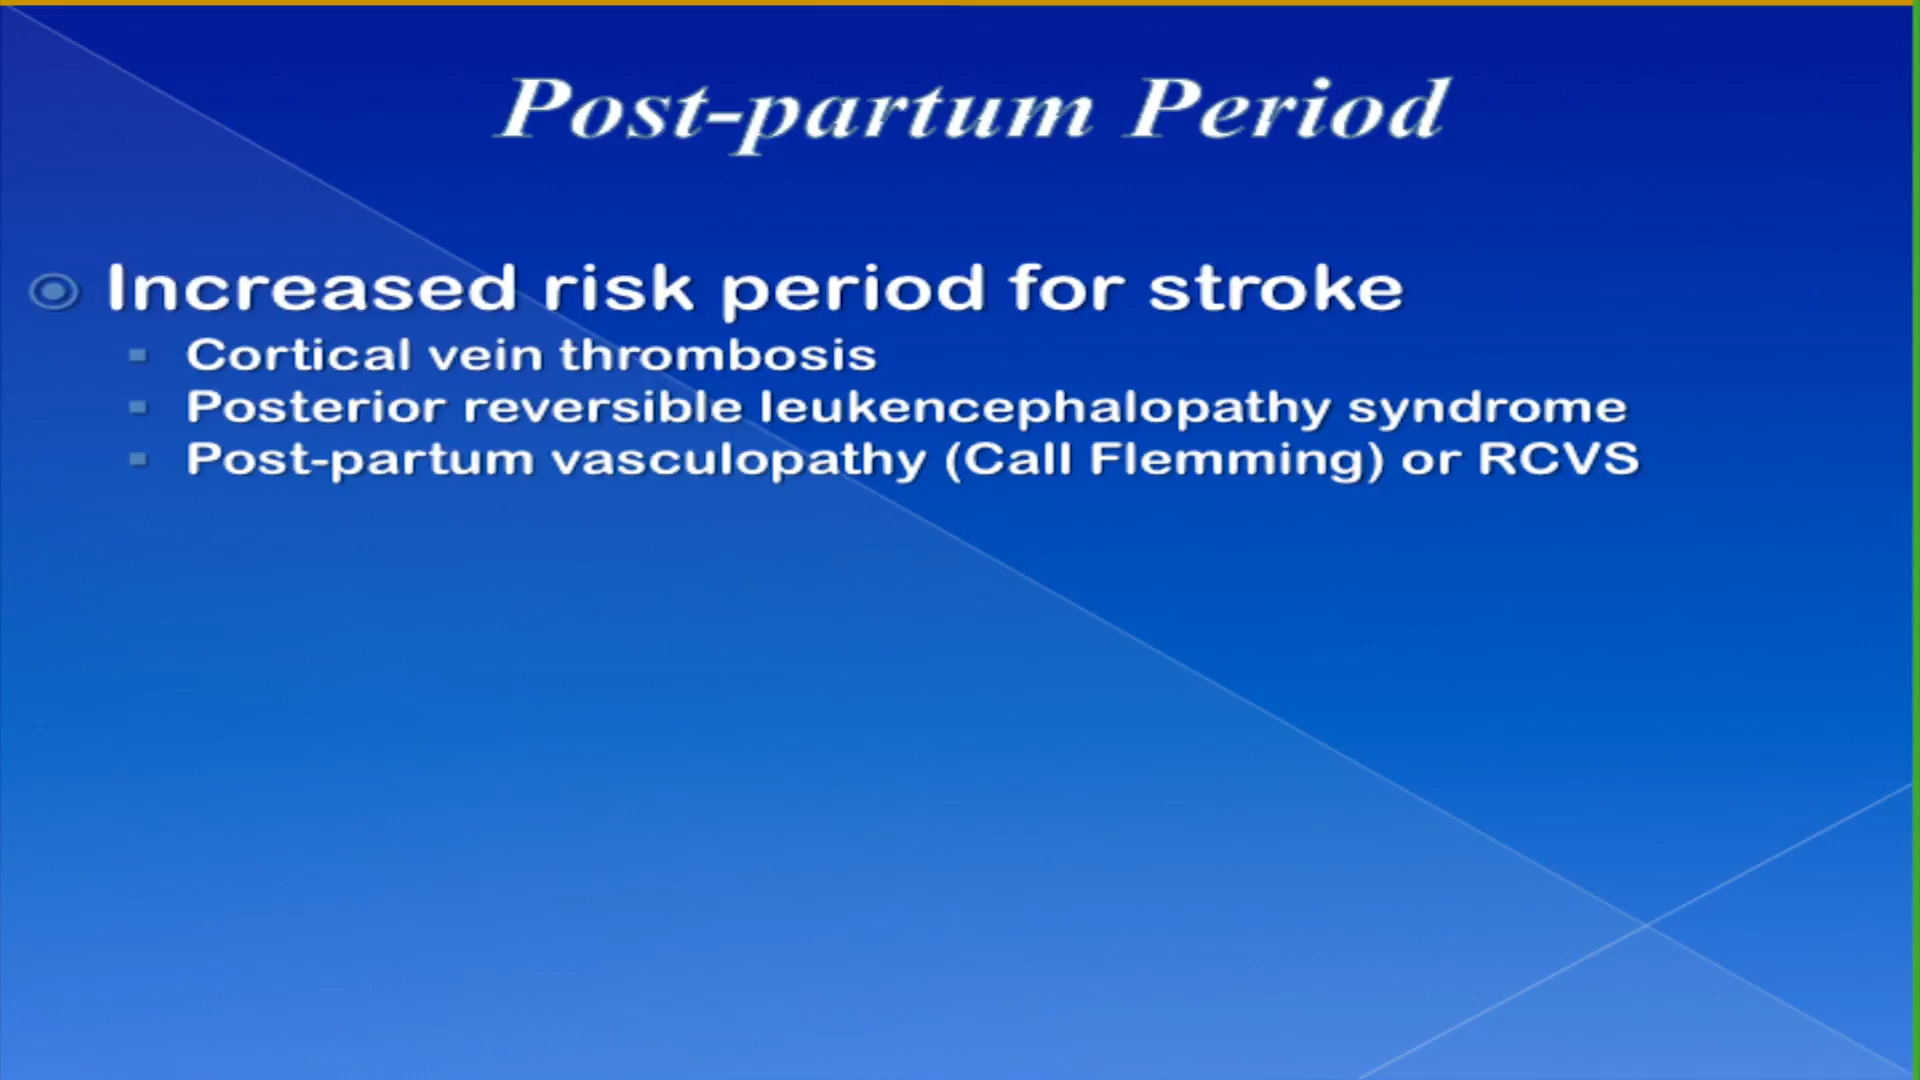 Post-partum Period
Increased risk period for stroke
Cortical vein thrombosis
Posterior reversible leukencephalopathy syndrome
Post-partum vasculopathy (Call Flemming) or RCVS